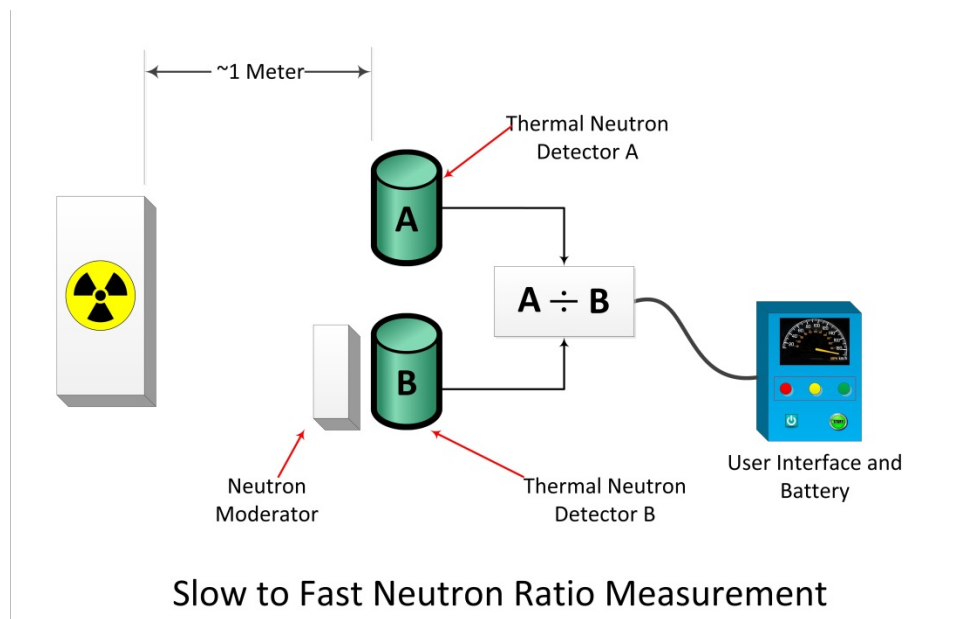 ~1 Meter
Thermal Neutron
Detector A
A
A ÷ B
B
User Interface and
Battery
Neutron
Moderator
Thermal Neutron
Detector B
Slow to Fast Neutron Ratio Measurement